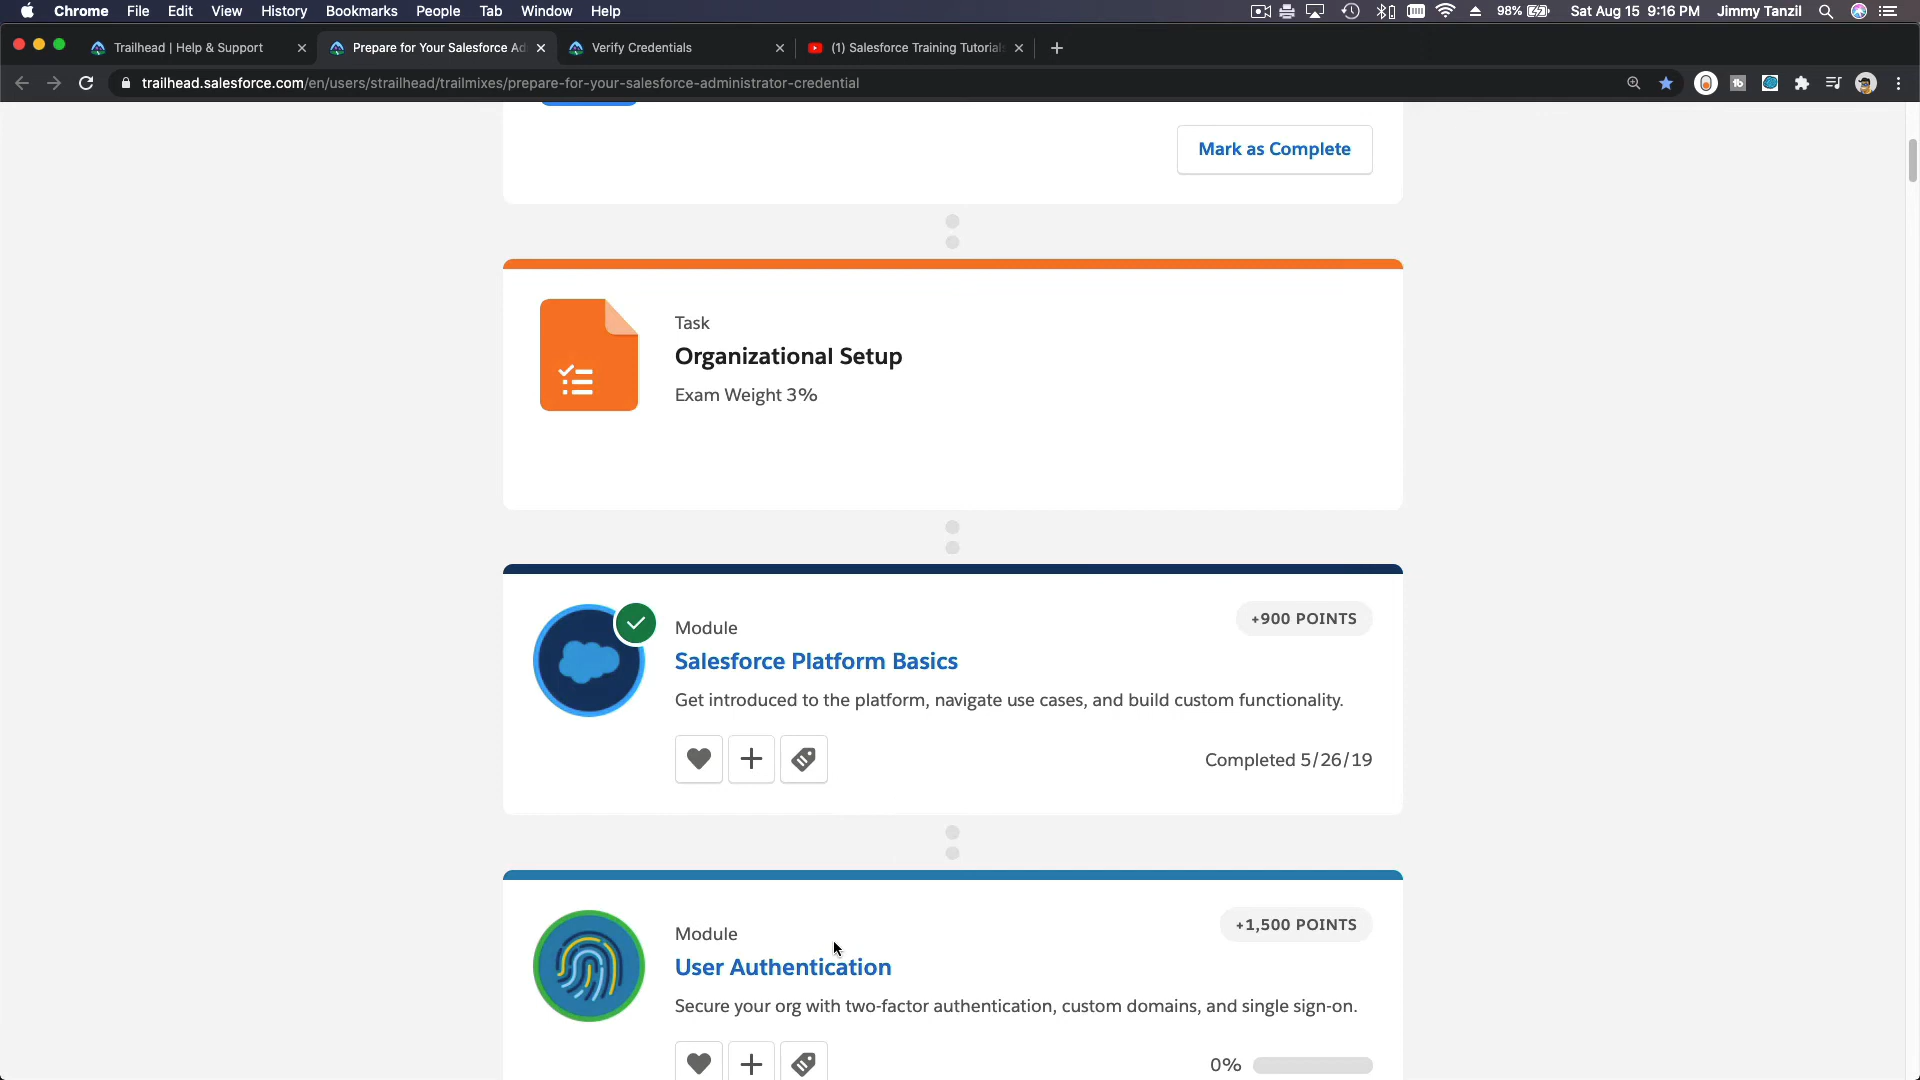 Chrome File Edit View History Bookmarks People Tab Window Help 98% Sat Aug 15 9:16 PM Jimmy Tanzil
Trailhead | Help & Support Prepare for Your Salesforce Ad Verify Credentials (1) Salesforce Training Tutorials
trailhead.salesforce.com/en/users/strailhead/trailmixes/prepare-for-your-salesforce-administrator-credential
Mark as Complete
Task
Organizational Setup
Exam Weight 3%
+900 POINTS
Module
Salesforce Platform Basics
Get introduced to the platform, navigate use cases, and build custom functionality.
Completed 5/26/19
+1,500 POINTS
Module
User Authentication
Secure your org with two-factor authentication, custom domains, and single sign-on.
0%